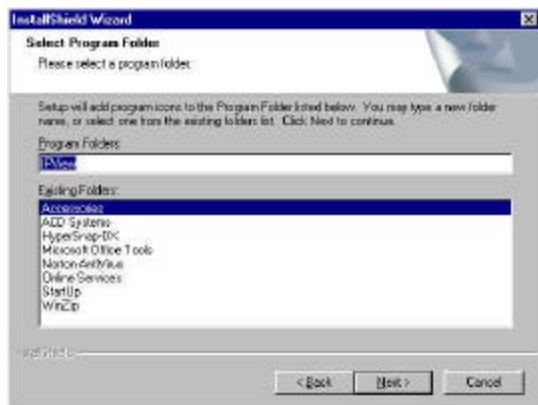 InstallShield Wizard
Select Program Folder
Please select a program folder.
Setup will add program icons to the Program Folder listed below. You may type a new folder
name, or select one from the existing folders list. Click Next to continue.
Program Folders:
IPView
Existing Folders:
Accessories
ACD Systems
HyperSnap-DX
Microsoft Office Tools
Norton AntiVirus
Online Services
StartUp
WinZip
InstallShield
< Back
Next >
Cancel